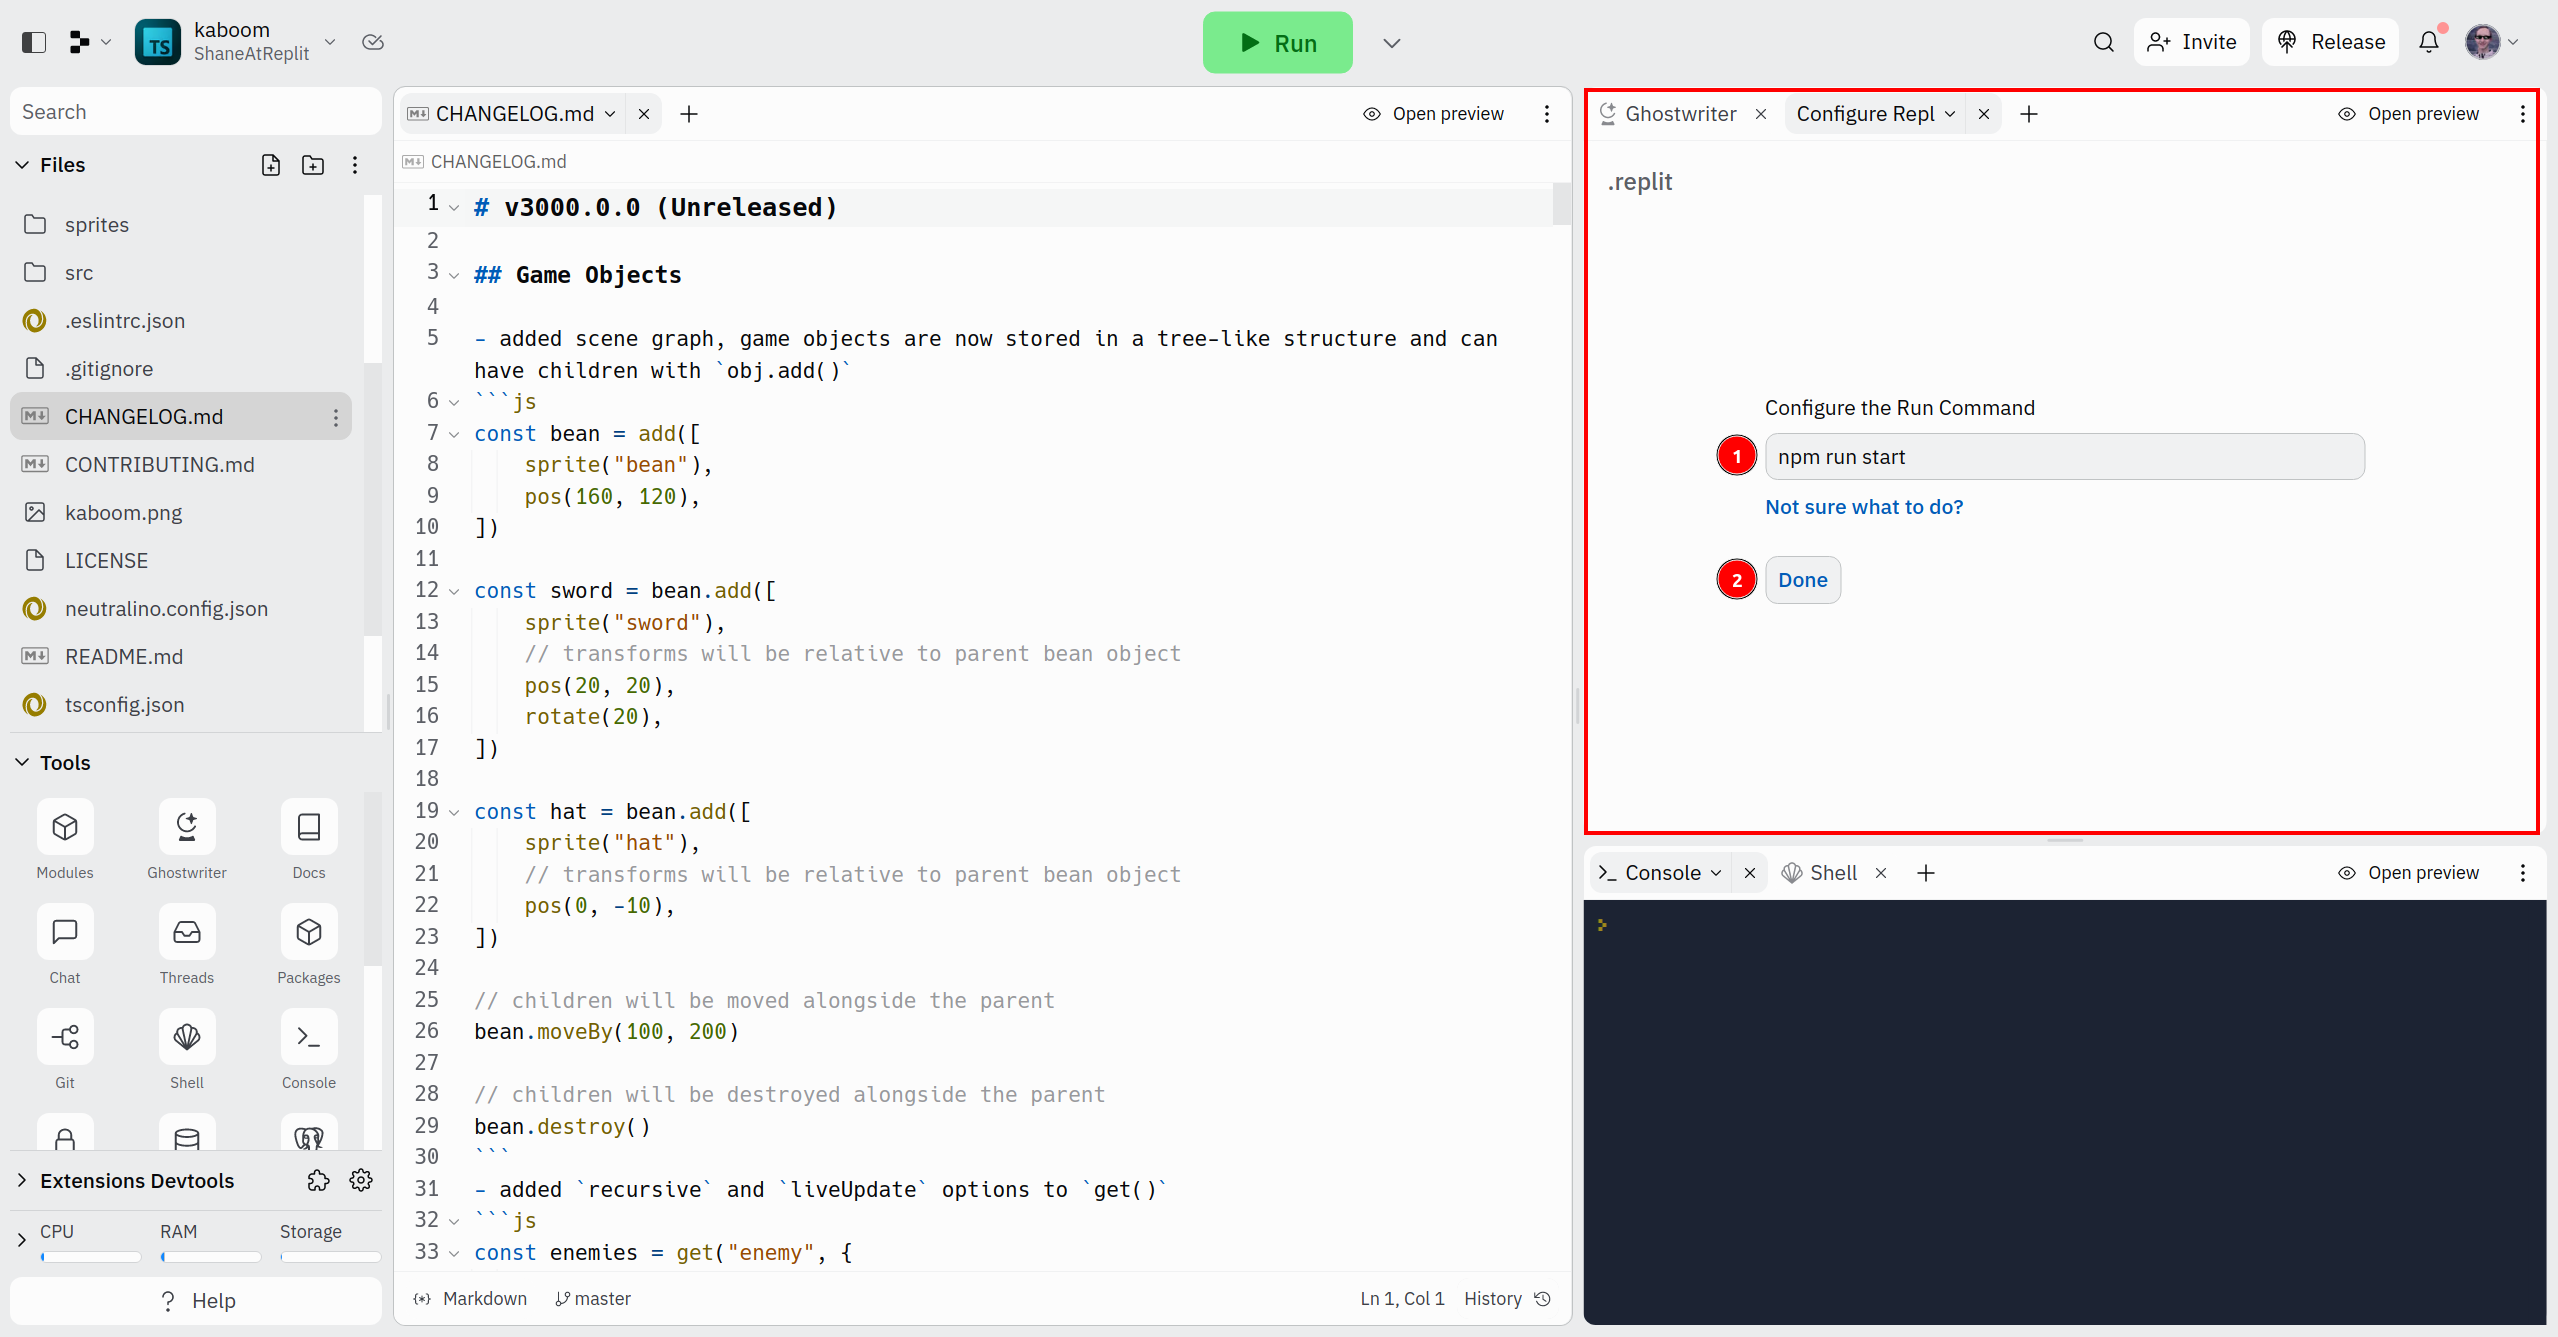 TS
kaboom
ShaneAtReplit
Run
Invite
Release
Search
Files
sprites
src
.eslintrc.json
.gitignore
CHANGELOG.md
CONTRIBUTING.md
kaboom.png
LICENSE
neutralino.config.json
README.md
tsconfig.json
Tools
Modules
Ghostwriter
Docs
Chat
Threads
Packages
Git
Shell
Console
Extensions Devtools
CPU
RAM
Storage
? Help
CHANGELOG.md
Open preview
CHANGELOG.md
1 # v3000.0.0 (Unreleased)
2
3 ## Game Objects
4
5 - added scene graph, game objects are now stored in a tree-like structure and can
have children with `obj.add()`
6 ```js
7 const bean = add([
8 sprite("bean"),
9 pos(160, 120),
10 ])
11
12 const sword = bean.add([
13 sprite("sword"),
14 // transforms will be relative to parent bean object
15 pos(20, 20),
16 rotate(20),
17 ])
18
19 const hat = bean.add([
20 sprite("hat"),
21 // transforms will be relative to parent bean object
22 pos(0, -10),
23 ])
24
25 // children will be moved alongside the parent
26 bean.moveBy(100, 200)
27
28 // children will be destroyed alongside the parent
29 bean.destroy()
30 ```
31 - added `recursive` and `liveUpdate` options to `get()`
32 ```js
33 const enemies = get("enemy", {
Markdown
master
Ln 1, Col 1
History
Ghostwriter
Configure Repl
Open preview
.replit
Configure the Run Command
1
npm run start
Not sure what to do?
2
Done
Console
Shell
Open preview